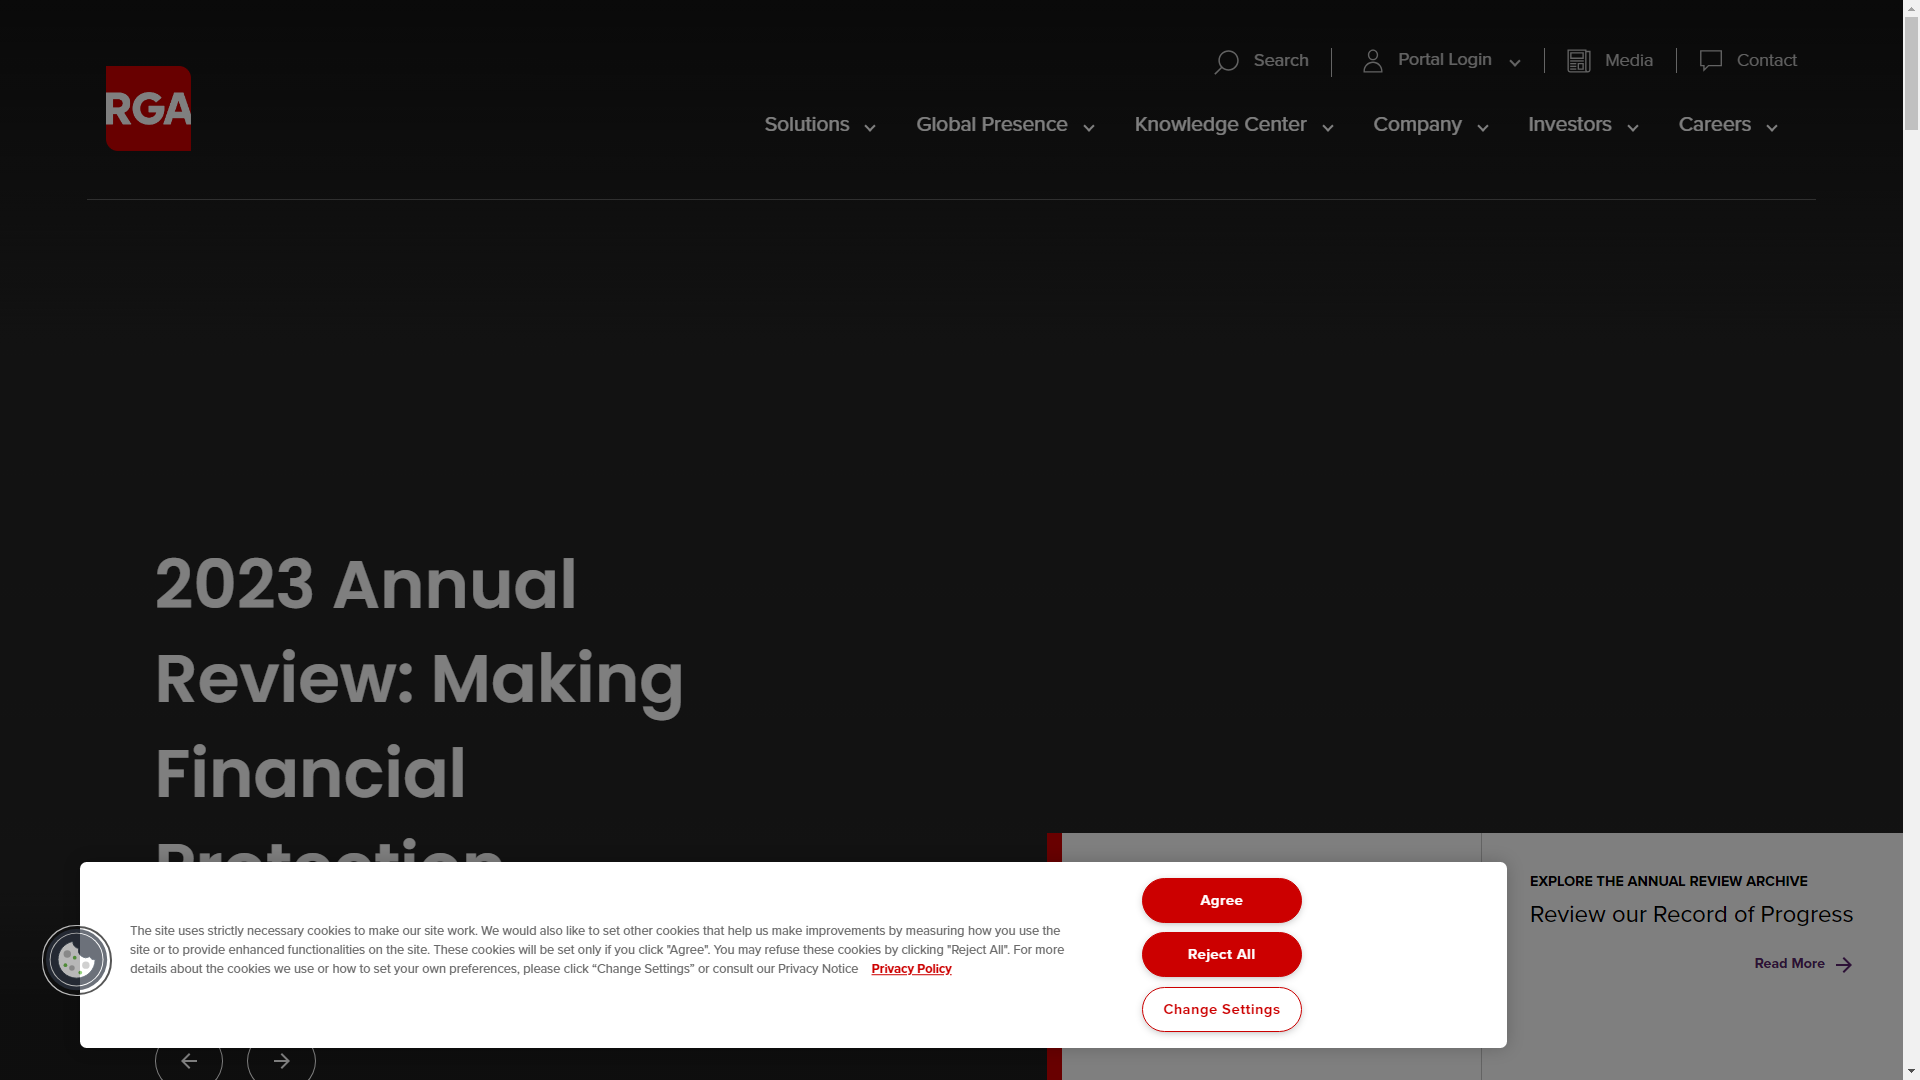 Search
Portal Login
Media
Contact
RGA
Solutions
Global Presence
Knowledge Center
Company
Investors
Careers
2023 Annual
Review: Making
Financial
Protection
EXPLORE THE ANNUAL REVIEW ARCHIVE
Review our Record of Progress
Read More
The site uses strictly necessary cookies to make our site work. We would also like to set other cookies that help us make improvements by measuring how you use the
site or to provide enhanced functionalities on the site. These cookies will be set only if you click "Agree". You may refuse these cookies by clicking "Reject All". For more
details about the cookies we use or how to set your own preferences, please click “Change Settings” or consult our Privacy Notice Privacy Policy
Agree
Reject All
Change Settings